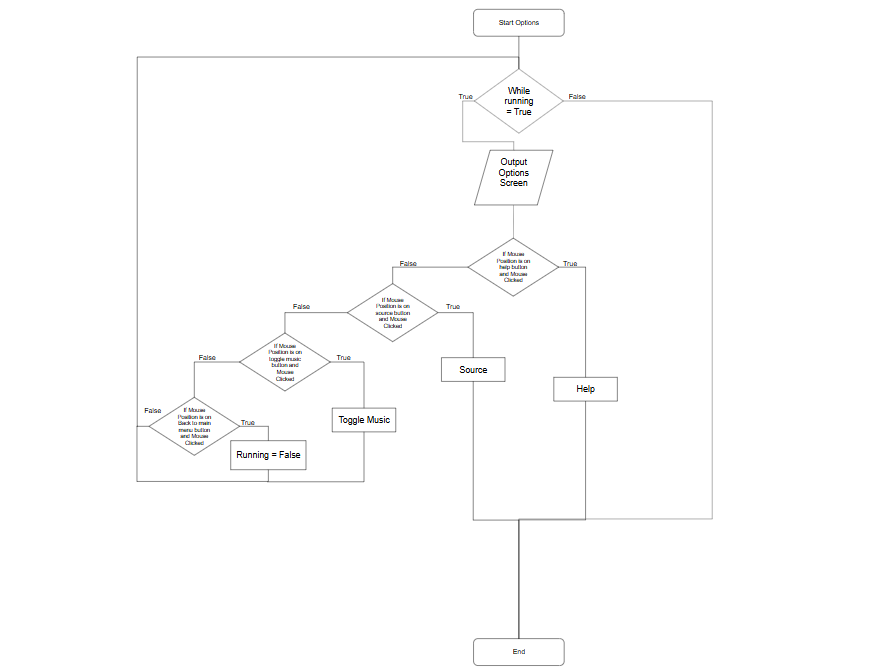 Start Options
While
running
= True
True
False
Output
Options
Screen
If Mouse
Position is on
help button
and Mouse
Clicked
False
True
If Mouse
Position is on
source button
and Mouse
Clicked
False
True
If Mouse
Position is on
toggle music
button and
Mouse
Clicked
False
True
Source
Help
If Mouse
Position is on
Back to main
menu button
and Mouse
Clicked
False
True
Toggle Music
Running = False
End